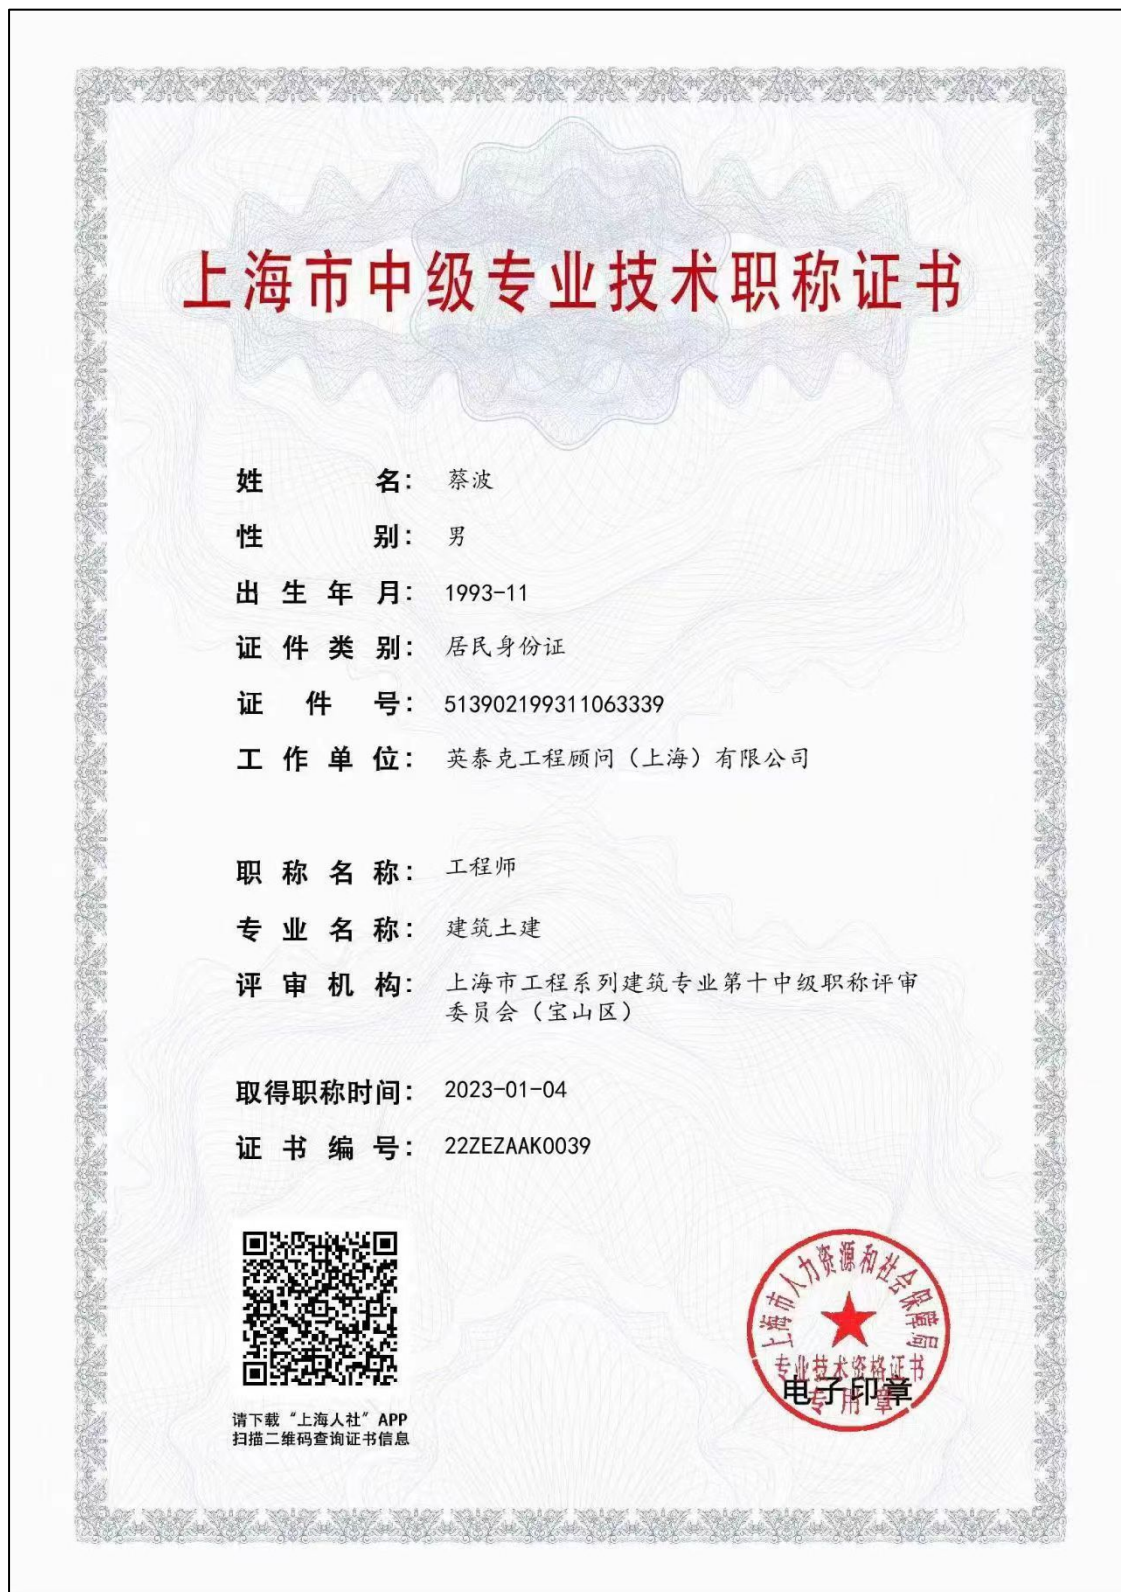 上海市中级专业技术职称证书
姓名： 蔡波
性别： 男
出生年月： 1993-11
证件类别： 居民身份证
证件号： 513902199311063339
工作单位： 英泰克工程顾问（上海）有限公司
职称名称： 工程师
专业名称： 建筑土建
评审机构： 上海市工程系列建筑专业第十中级职称评审
委员会（宝山区）
取得职称时间： 2023-01-04
证书编号： 22ZEZAAK0039
请下载“上海人社”APP
扫描二维码查询证书信息
上海市人力资源和社会保障局
专业技术资格证书
专用章
电子印章